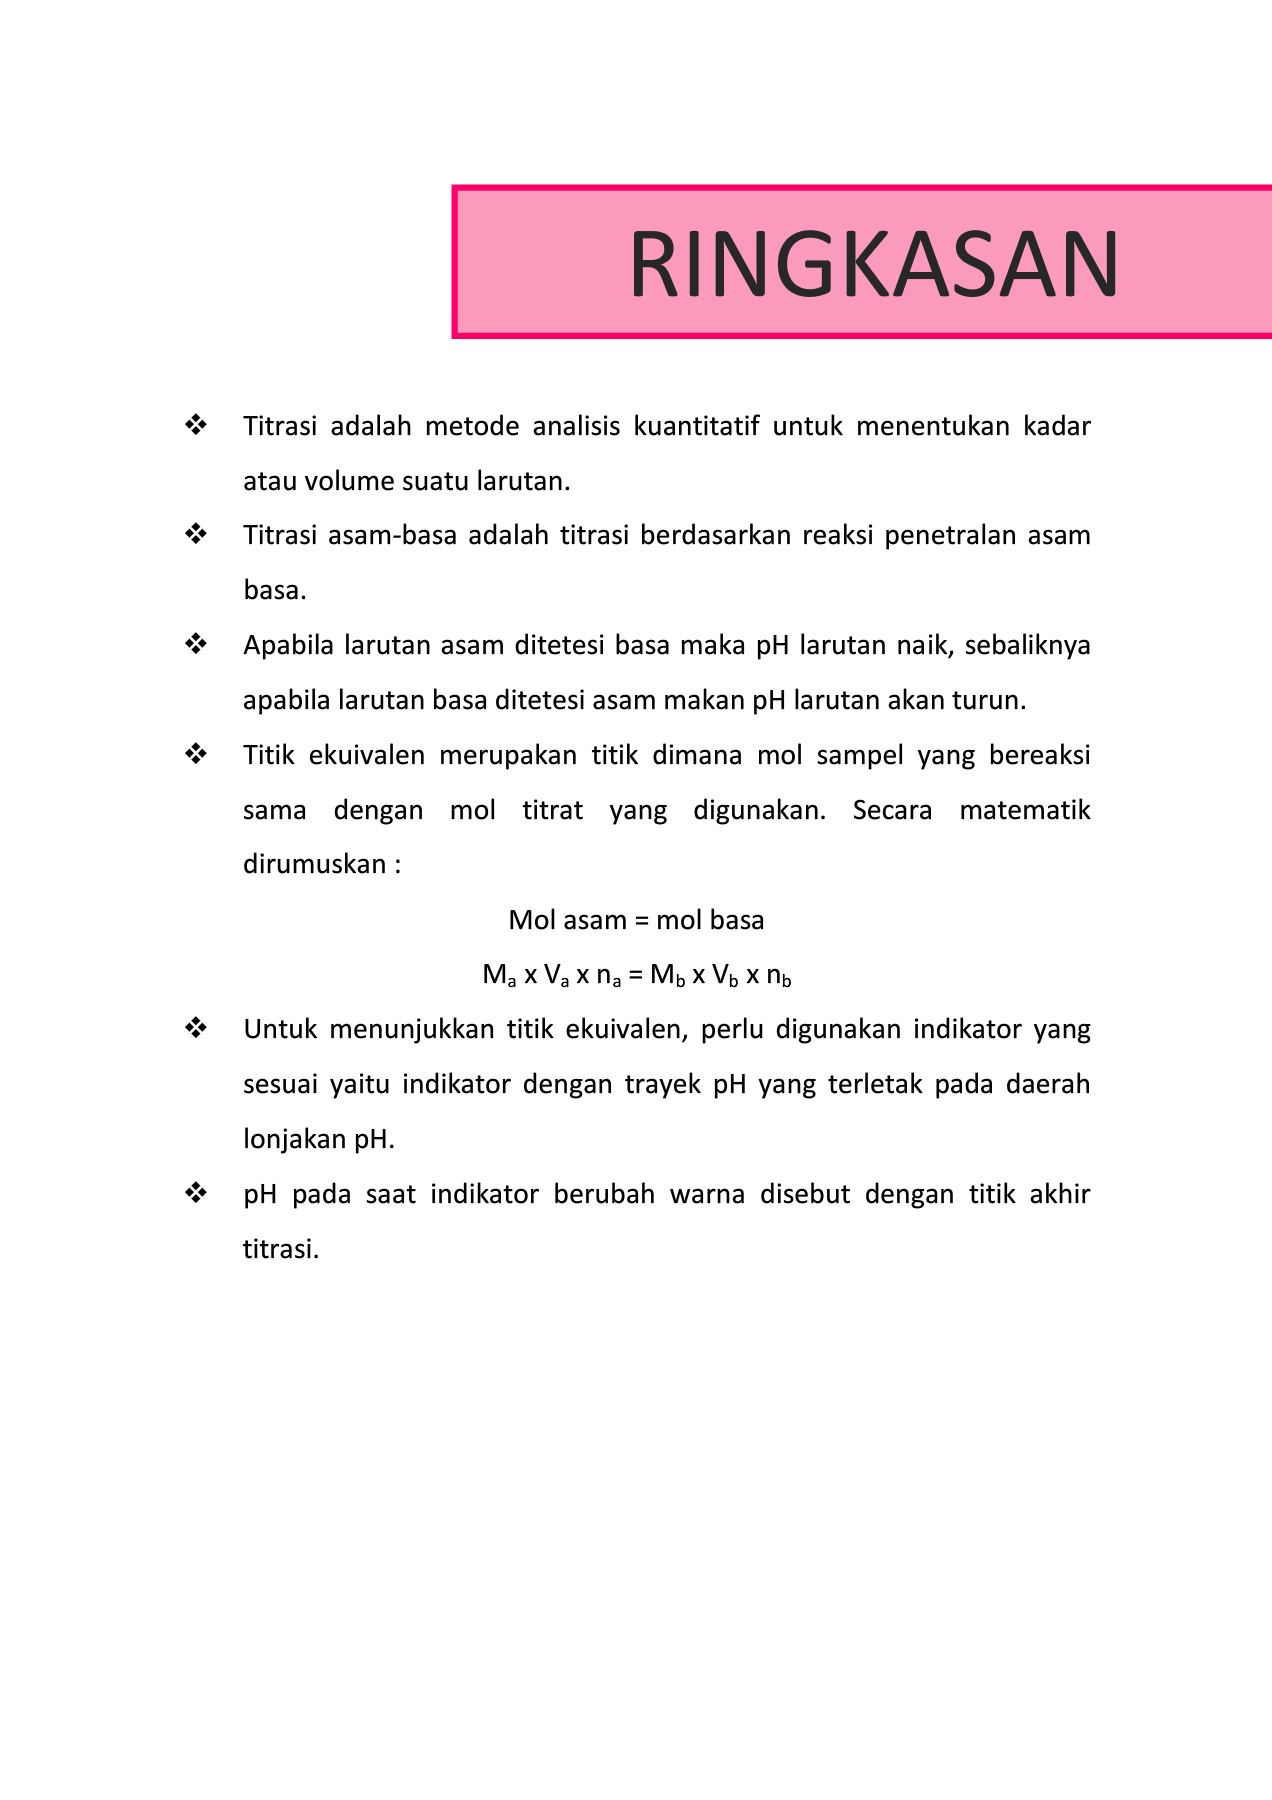 RINGKASAN
❖ Titrasi adalah metode analisis kuantitatif untuk menentukan kadar
atau volume suatu larutan.
❖ Titrasi asam-basa adalah titrasi berdasarkan reaksi penetralan asam
basa.
❖ Apabila larutan asam ditetesi basa maka pH larutan naik, sebaliknya
apabila larutan basa ditetesi asam makan pH larutan akan turun.
❖ Titik ekuivalen merupakan titik dimana mol sampel yang bereaksi
sama dengan mol titrat yang digunakan. Secara matematik
dirumuskan :
Mol asam = mol basa
Mₐ x Vₐ x nₐ = M_b x V_b x n_b
❖ Untuk menunjukkan titik ekuivalen, perlu digunakan indikator yang
sesuai yaitu indikator dengan trayek pH yang terletak pada daerah
lonjakan pH.
❖ pH pada saat indikator berubah warna disebut dengan titik akhir
titrasi.